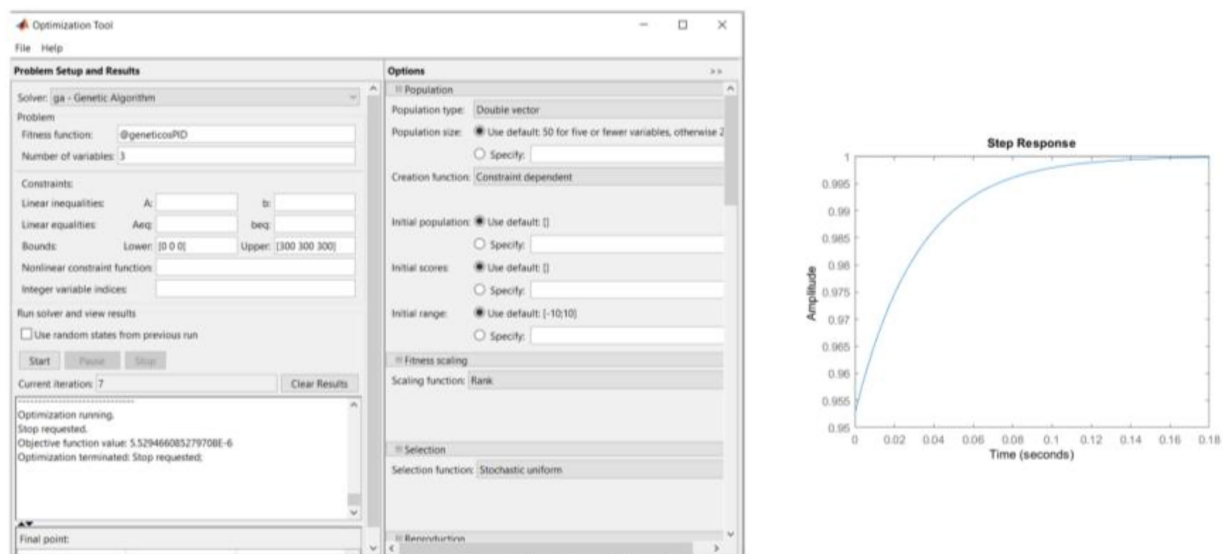 Optimization Tool
File Help
Problem Setup and Results
Solver: ga - Genetic Algorithm
Problem
Fitness function: @geneticosPID
Number of variables: 3
Constraints:
Linear inequalities: A: b:
Linear equalities: Aeq: beq:
Bounds: Lower: [0 0 0] Upper: [300 300 300]
Nonlinear constraint function:
Integer variable indices:
Run solver and view results
Use random states from previous run
Start Pause Stop
Current iteration: 7 Clear Results
Optimization running.
Stop requested.
Objective function value: 5.529466085279708E-6
Optimization terminated: Stop requested;
Final point:
Options >>
Population
Population type: Double vector
Population size: Use default: 50 for five or fewer variables, otherwise 2
Specify:
Creation function: Constraint dependent
Initial population: Use default: []
Specify:
Initial scores: Use default: []
Specify:
Initial range: Use default: [-10;10]
Specify:
Fitness scaling
Scaling function: Rank
Selection
Selection function: Stochastic uniform
Reproduction
Step Response
Amplitude
1
0.995
0.99
0.985
0.98
0.975
0.97
0.965
0.96
0.955
0.95
0 0.02 0.04 0.06 0.08 0.1 0.12 0.14 0.16 0.18
Time (seconds)